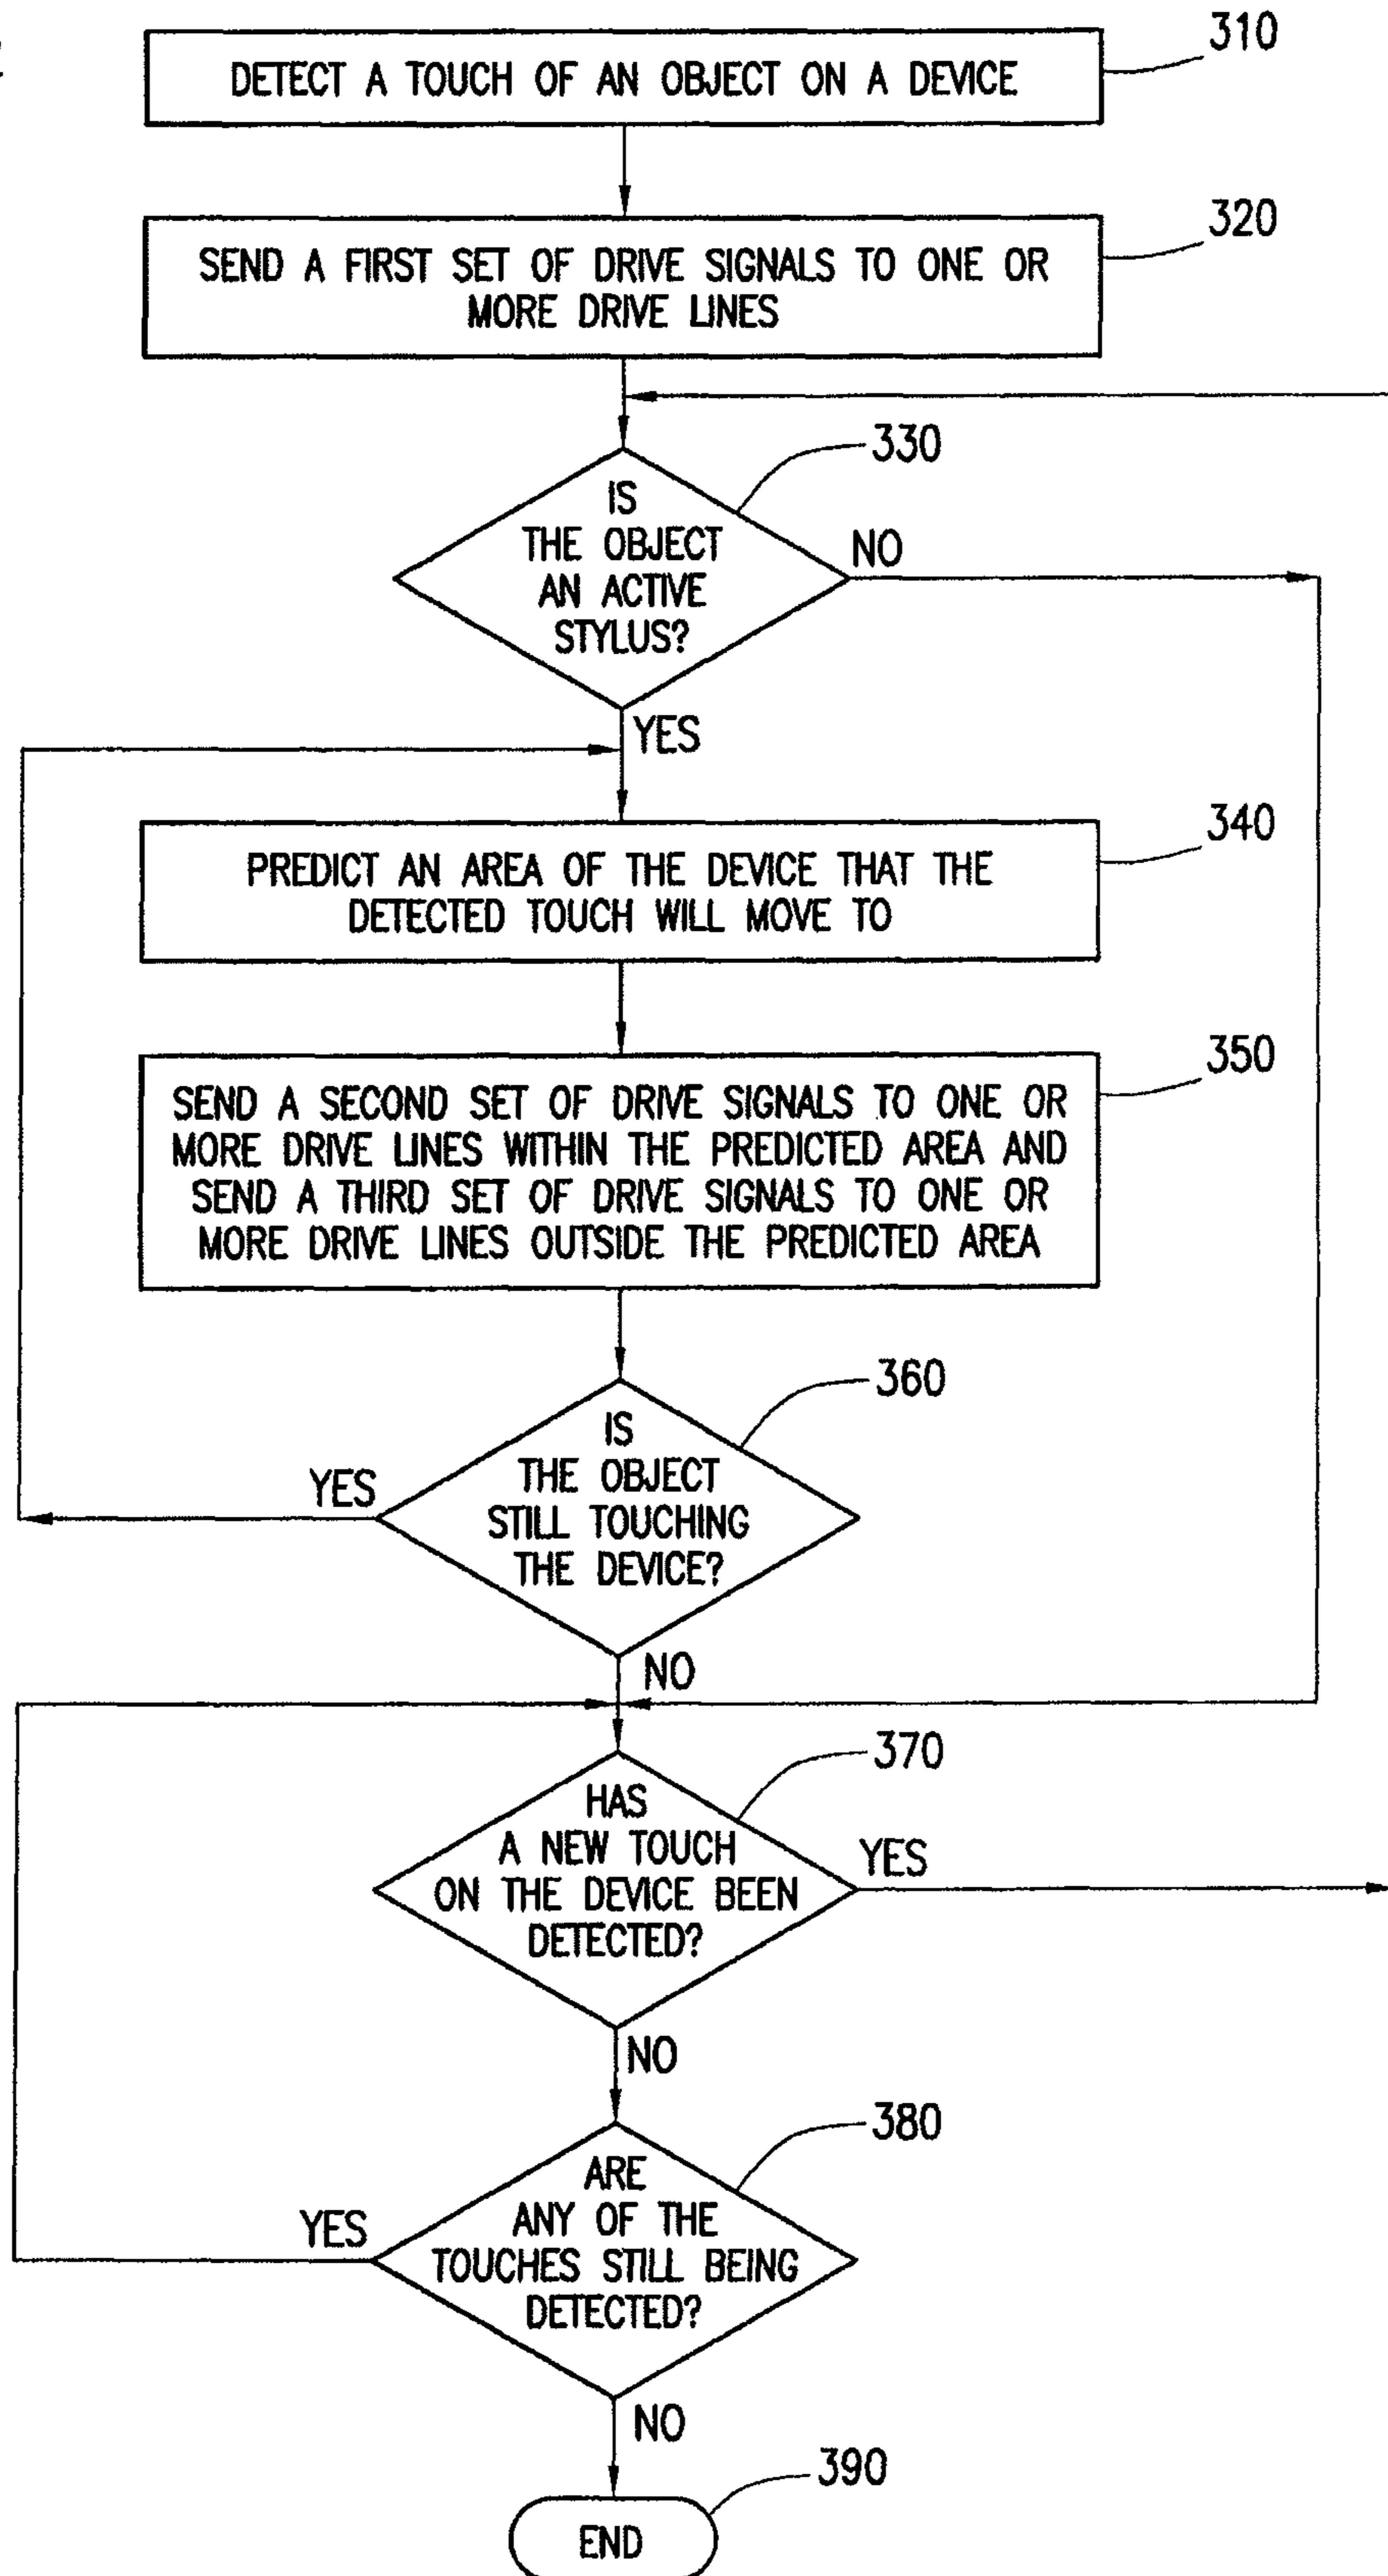 310
DETECT A TOUCH OF AN OBJECT ON A DEVICE
320
SEND A FIRST SET OF DRIVE SIGNALS TO ONE OR
MORE DRIVE LINES
330
IS
THE OBJECT
AN ACTIVE
STYLUS?
NO
YES
340
PREDICT AN AREA OF THE DEVICE THAT THE
DETECTED TOUCH WILL MOVE TO
350
SEND A SECOND SET OF DRIVE SIGNALS TO ONE OR
MORE DRIVE LINES WITHIN THE PREDICTED AREA AND
SEND A THIRD SET OF DRIVE SIGNALS TO ONE OR
MORE DRIVE LINES OUTSIDE THE PREDICTED AREA
360
IS
THE OBJECT
STILL TOUCHING
THE DEVICE?
YES
NO
370
HAS
A NEW TOUCH
ON THE DEVICE BEEN
DETECTED?
YES
NO
380
ARE
ANY OF THE
TOUCHES STILL BEING
DETECTED?
YES
NO
390
END